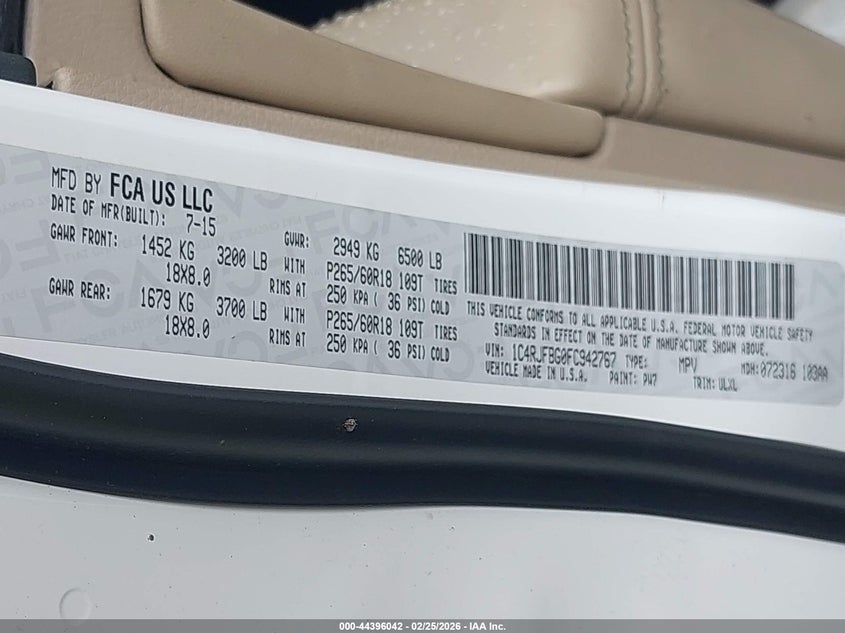 MFD BY FCA US LLC
DATE OF MFR(BUILT): 7-15
GAWR FRONT: 1452 KG 3200 LB
18X8.0
GAWR REAR: 1679 KG 3700 LB
18X8.0
GVWR: 2949 KG 6500 LB
WITH P265/60R18 109T TIRES
RIMS AT 250 KPA ( 36 PSI) COLD
WITH P265/60R18 109T TIRES
RIMS AT 250 KPA ( 36 PSI) COLD
THIS VEHICLE CONFORMS TO ALL APPLICABLE U.S.A. FEDERAL MOTOR VEHICLE SAFETY
STANDARDS IN EFFECT ON THE DATE OF MANUFACTURE SHOWN ABOVE.
VIN: 1C4RJFBG0FC942767 TYPE: MPV MDH:072316 103AA
VEHICLE MADE IN U.S.A. PAINT: PW7 TRIM: ULXL
000-44396042 / 02/25/2026 - IAA Inc.